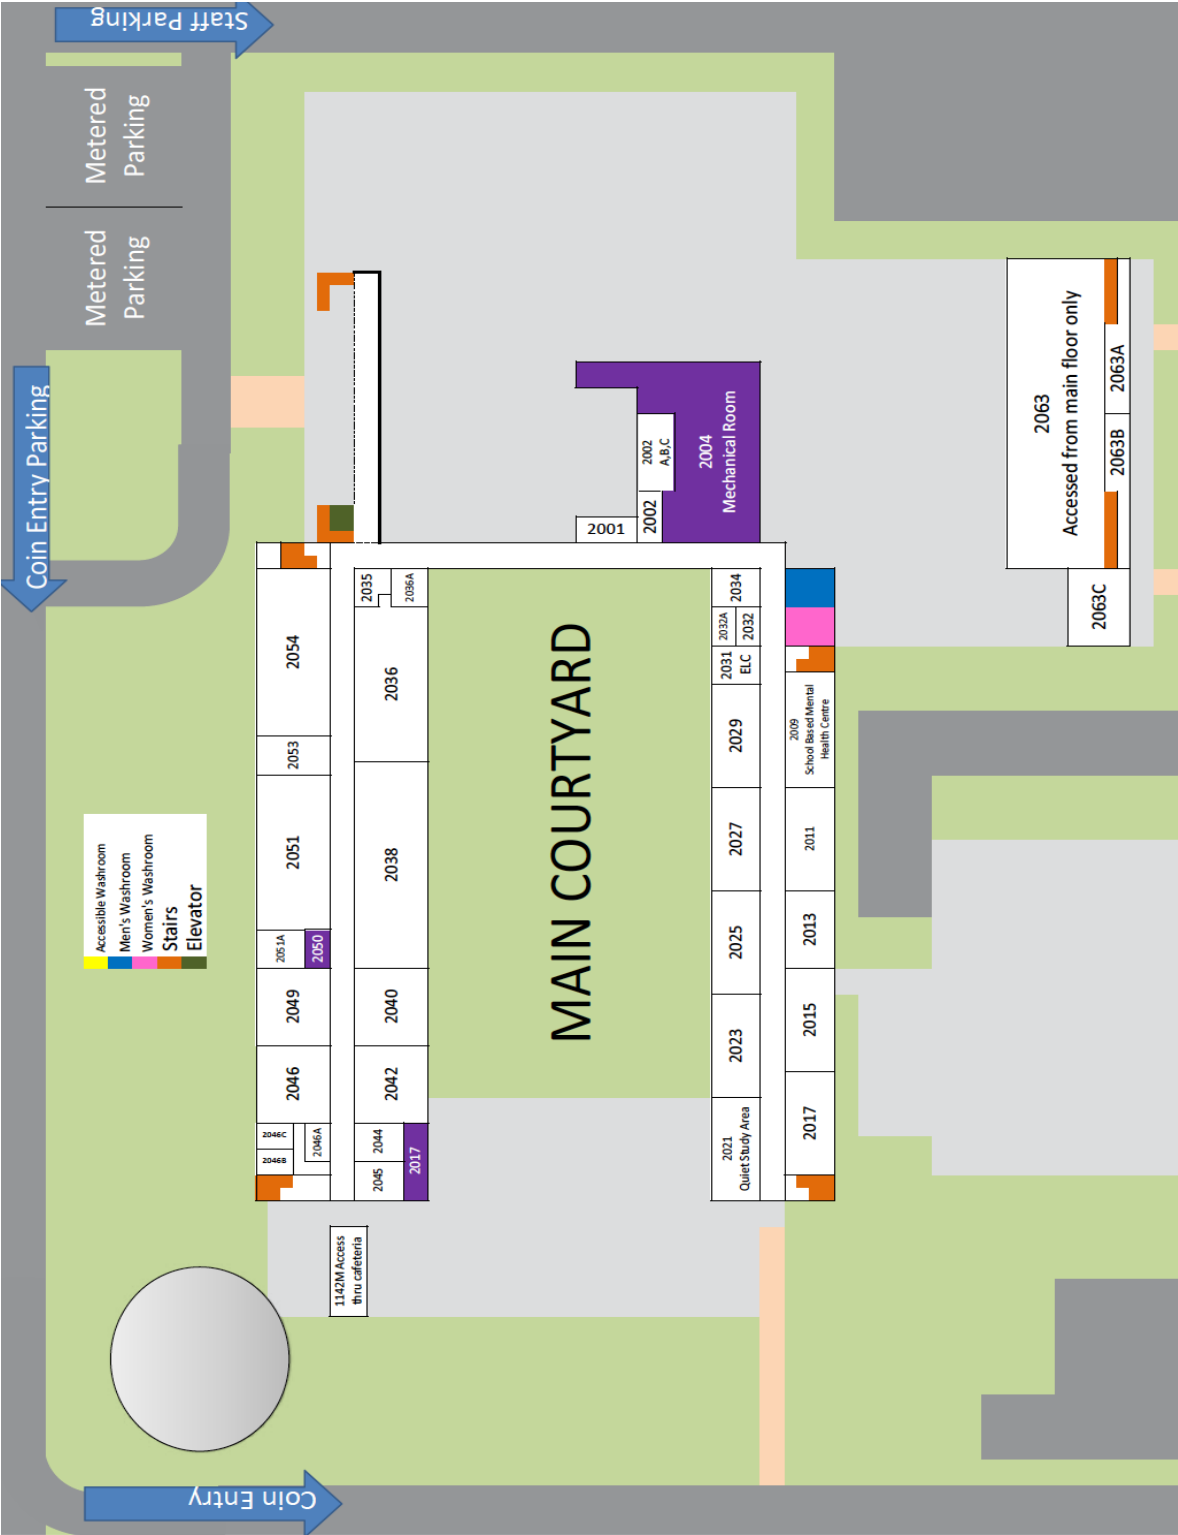 Staff Parking
Metered
Parking
Metered
Parking
Coin Entry Parking
2063
Accessed from main floor only
2063A
2063B
2063C
2002
A,B,C
2004
Mechanical Room
2001
2002
2035
2036A
2034
2032A
2032
2031
ELC
2054
2036
2053
2029
2009
School Based Mental
Health Centre
MAIN COURTYARD
2051
2038
2027
2011
Accessible Washroom
Men's Washroom
Women's Washroom
Stairs
Elevator
2051A
2050
2025
2013
2049
2040
2023
2015
2046
2042
2046C
2046B
2046A
2044
2045
2017
2021
Quiet Study Area
2017
1142M Access
thru cafeteria
Coin Entry